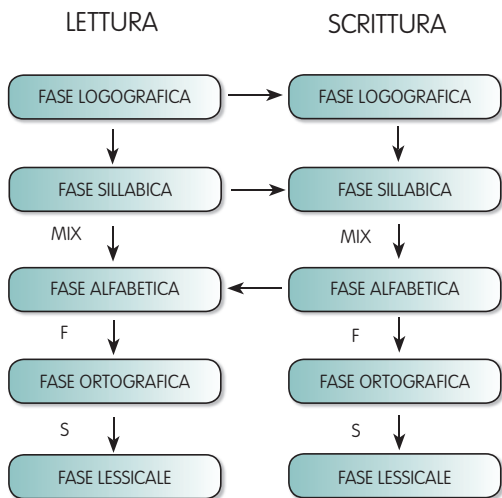 LETTURA SCRITTURA
FASE LOGOGRAFICA FASE LOGOGRAFICA
FASE SILLABICA FASE SILLABICA
MIX MIX
FASE ALFABETICA FASE ALFABETICA
F F
FASE ORTOGRAFICA FASE ORTOGRAFICA
S S
FASE LESSICALE FASE LESSICALE